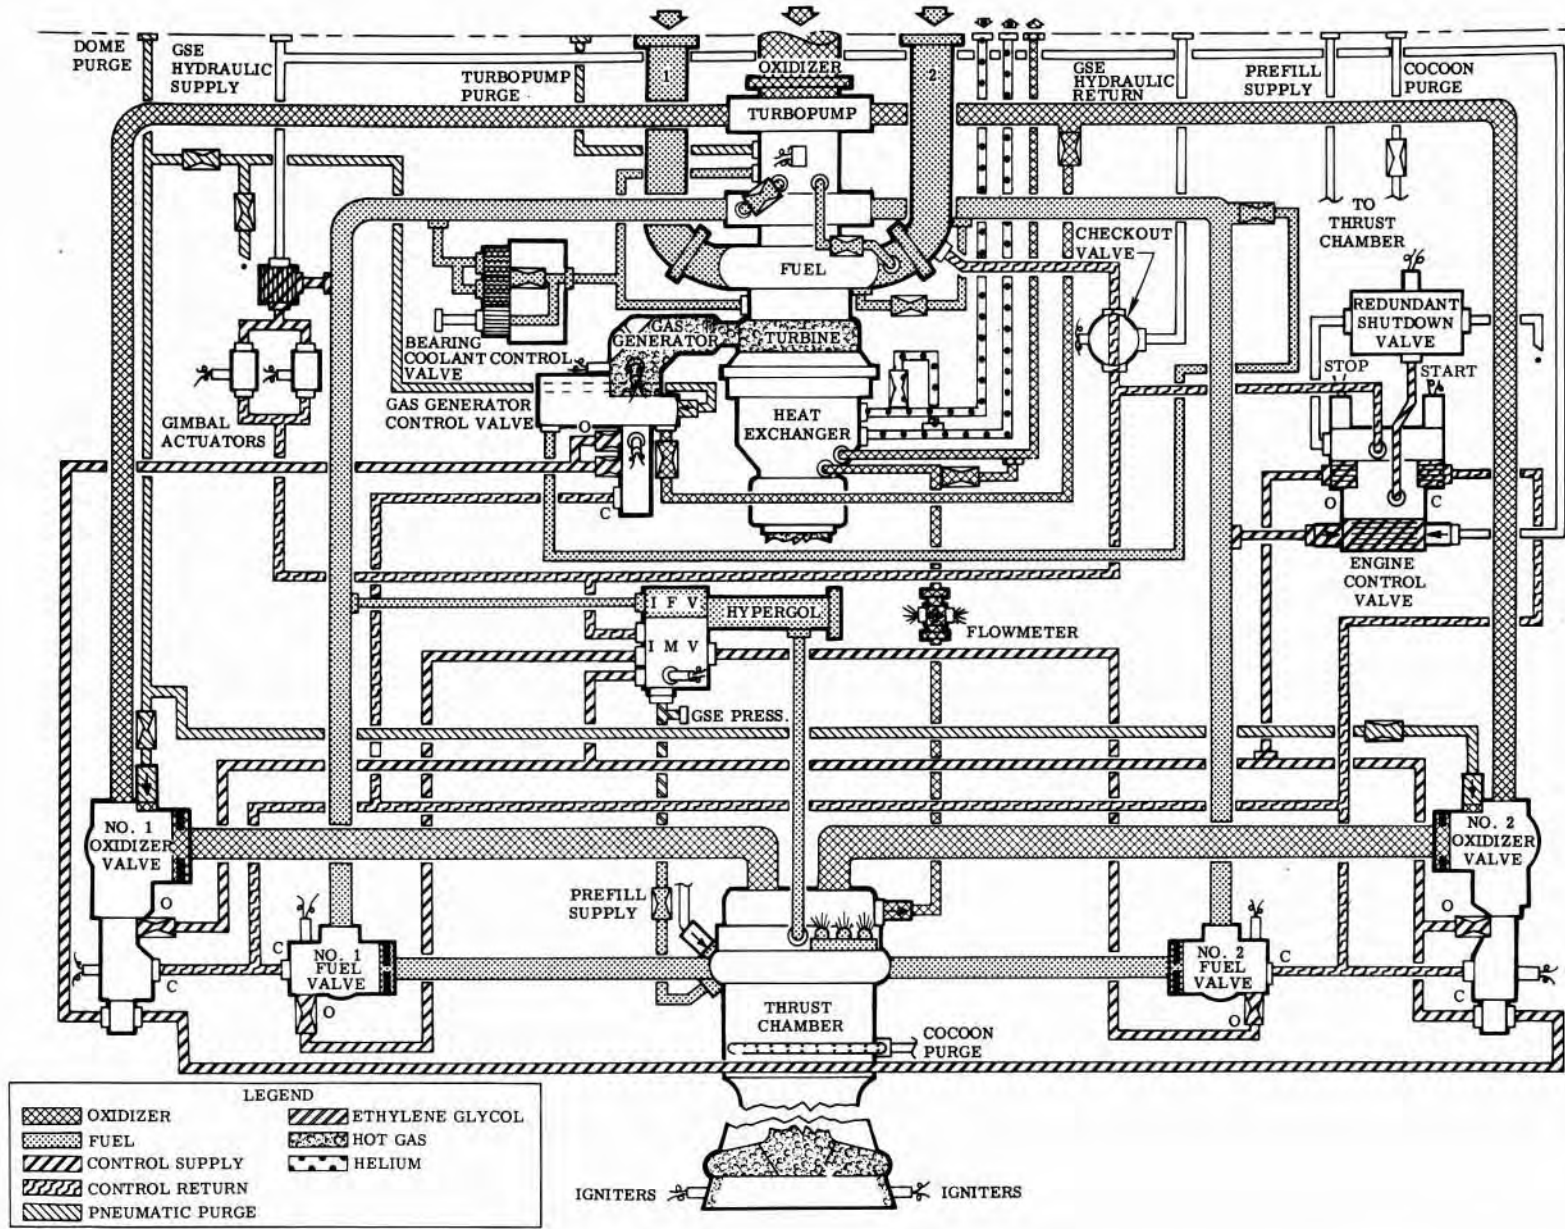 DOME
PURGE
GSE
HYDRAULIC
SUPPLY
TURBOPUMP
PURGE
1
OXIDIZER
2
TURBOPUMP
GSE
HYDRAULIC
RETURN
PREFILL
SUPPLY
COCOON
PURGE
TO
THRUST
CHAMBER
CHECKOUT
VALVE
FUEL
REDUNDANT
SHUTDOWN
VALVE
BEARING
COOLANT CONTROL
VALVE
GAS
GENERATOR
TURBINE
STOP
START
GIMBAL
ACTUATORS
GAS GENERATOR
CONTROL VALVE
O
C
HEAT
EXCHANGER
O
C
ENGINE
CONTROL
VALVE
I F V
HYPERGOL
I M V
FLOWMETER
GSE PRESS.
NO. 1
OXIDIZER
VALVE
O
C
NO. 2
OXIDIZER
VALVE
O
C
PREFILL
SUPPLY
C
NO. 1
FUEL
VALVE
O
NO. 2
FUEL
VALVE
C
O
THRUST
CHAMBER
COCOON
PURGE
LEGEND
OXIDIZER
FUEL
CONTROL SUPPLY
CONTROL RETURN
PNEUMATIC PURGE
ETHYLENE GLYCOL
HOT GAS
HELIUM
IGNITERS
IGNITERS